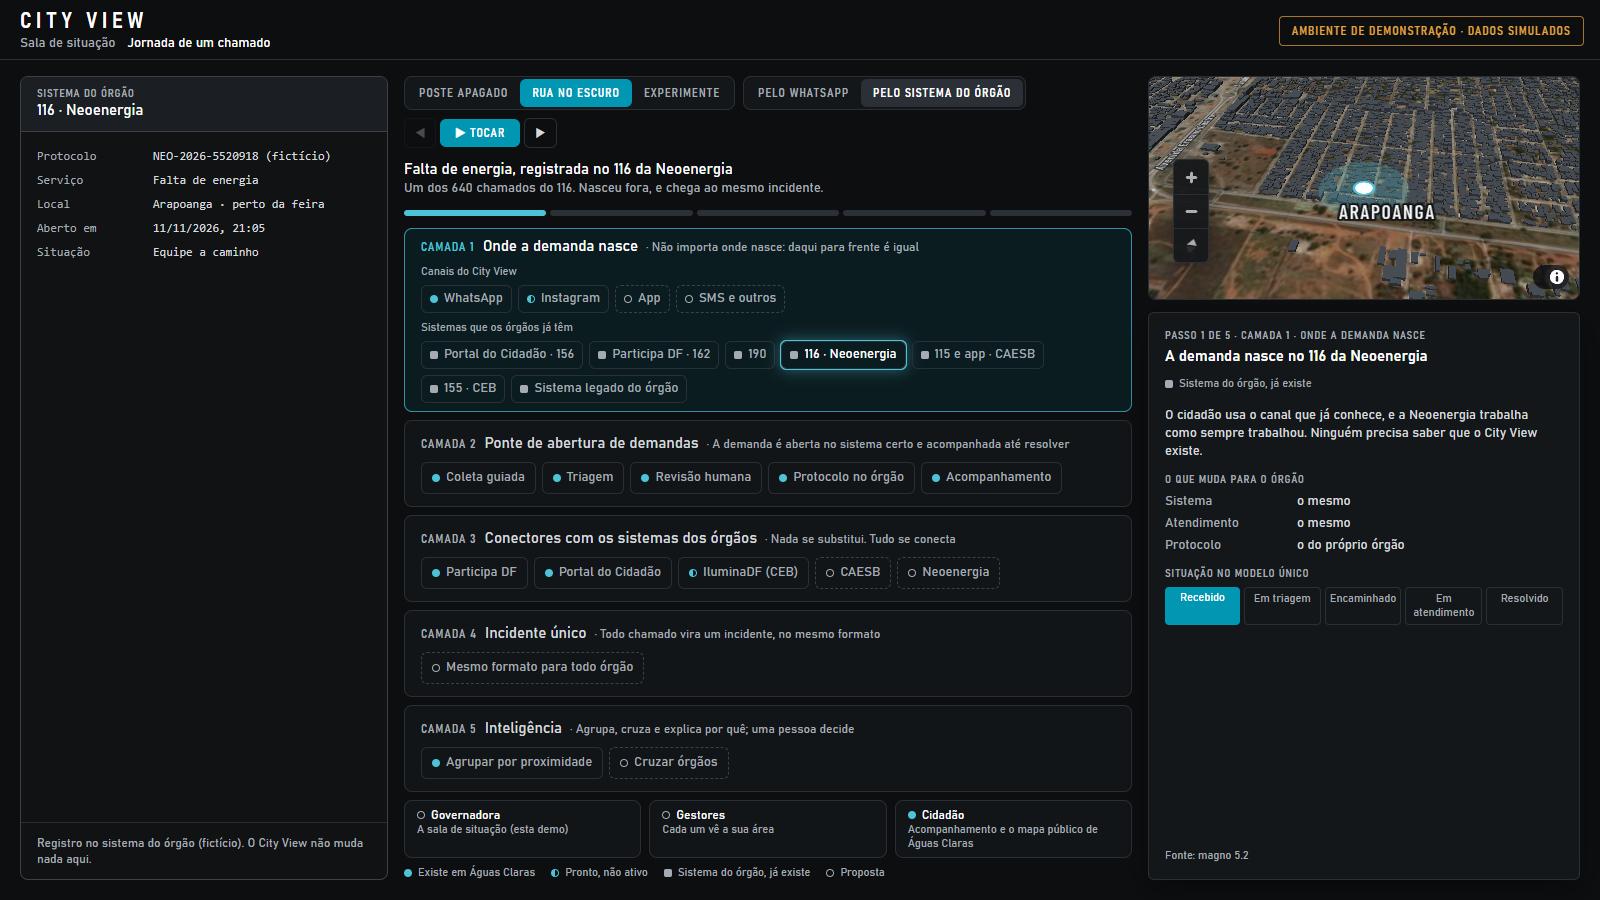 CITY VIEW
Sala de situação Jornada de um chamado
AMBIENTE DE DEMONSTRAÇÃO · DADOS SIMULADOS
SISTEMA DO ÓRGÃO
116 · Neoenergia
Protocolo NEO-2026-5520918 (fictício)
Serviço Falta de energia
Local Arapoanga · perto da feira
Aberto em 11/11/2026, 21:05
Situação Equipe a caminho
Registro no sistema do órgão (fictício). O City View não muda
nada aqui.
POSTE APAGADO RUA NO ESCURO EXPERIMENTE PELO WHATSAPP PELO SISTEMA DO ÓRGÃO
TOCAR
Falta de energia, registrada no 116 da Neoenergia
Um dos 640 chamados do 116. Nasceu fora, e chega ao mesmo incidente.
CAMADA 1 Onde a demanda nasce · Não importa onde nasce: daqui para frente é igual
Canais do City View
WhatsApp Instagram App SMS e outros
Sistemas que os órgãos já têm
Portal do Cidadão · 156 Participa DF · 162 190 116 · Neoenergia 115 e app · CAESB
155 · CEB Sistema legado do órgão
CAMADA 2 Ponte de abertura de demandas · A demanda é aberta no sistema certo e acompanhada até resolver
Coleta guiada Triagem Revisão humana Protocolo no órgão Acompanhamento
CAMADA 3 Conectores com os sistemas dos órgãos · Nada se substitui. Tudo se conecta
Participa DF Portal do Cidadão IluminaDF (CEB) CAESB Neoenergia
CAMADA 4 Incidente único · Todo chamado vira um incidente, no mesmo formato
Mesmo formato para todo órgão
CAMADA 5 Inteligência · Agrupa, cruza e explica por quê; uma pessoa decide
Agrupar por proximidade Cruzar órgãos
Governadora
A sala de situação (esta demo)
Gestores
Cada um vê a sua área
Cidadão
Acompanhamento e o mapa público de
Águas Claras
Existe em Águas Claras Pronto, não ativo Sistema do órgão, já existe Proposta
ARAPOANGA
PASSO 1 DE 5 · CAMADA 1 · ONDE A DEMANDA NASCE
A demanda nasce no 116 da Neoenergia
Sistema do órgão, já existe
O cidadão usa o canal que já conhece, e a Neoenergia trabalha
como sempre trabalhou. Ninguém precisa saber que o City View
existe.
O QUE MUDA PARA O ÓRGÃO
Sistema o mesmo
Atendimento o mesmo
Protocolo o do próprio órgão
SITUAÇÃO NO MODELO ÚNICO
Recebido Em triagem Encaminhado Em atendimento Resolvido
Fonte: magno 5.2